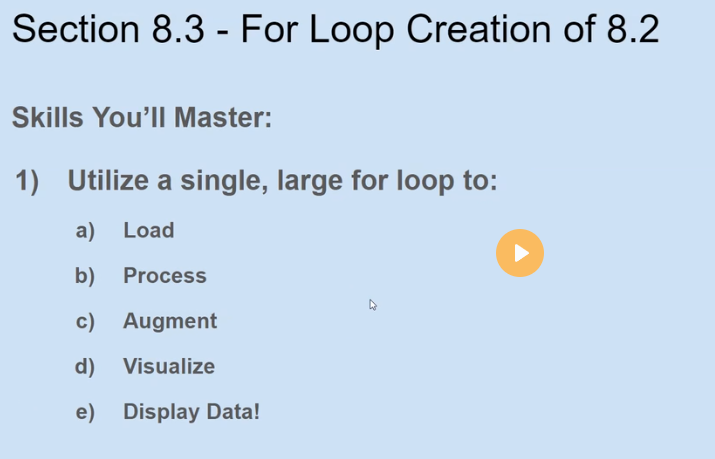 Section 8.3 - For Loop Creation of 8.2
Skills You’ll Master:
1) Utilize a single, large for loop to:
a) Load
b) Process
c) Augment
d) Visualize
e) Display Data!